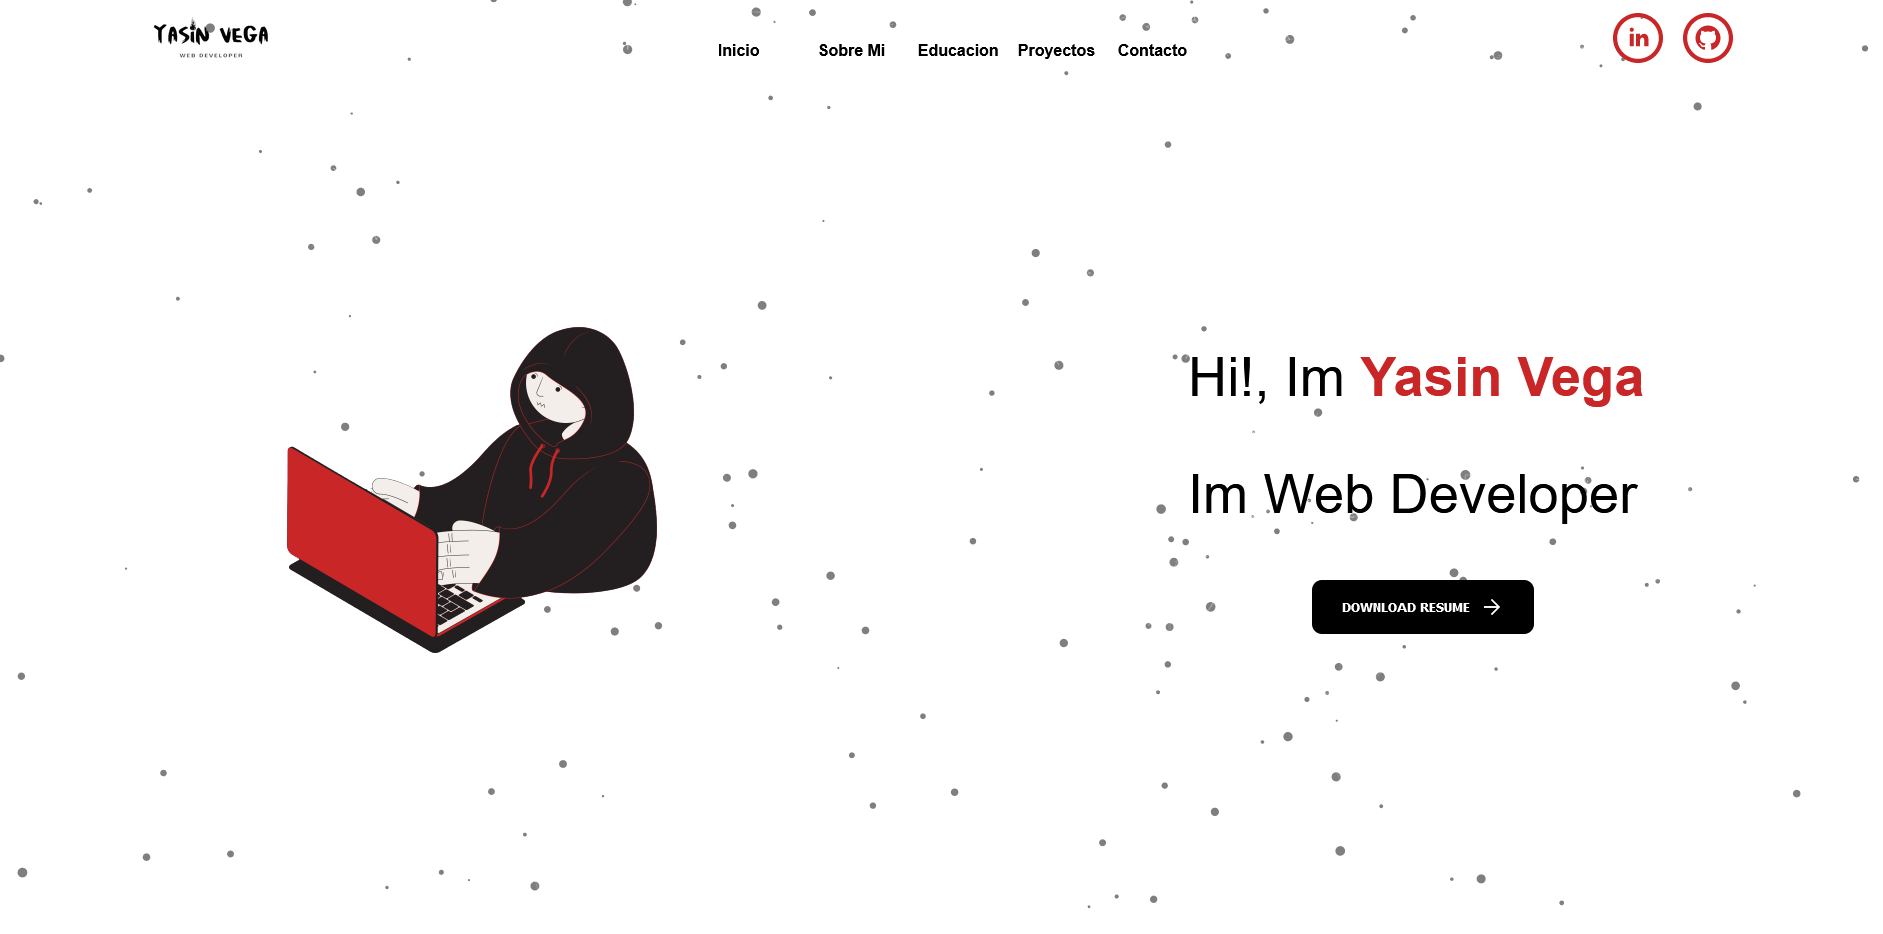 YASIN VEGA
WEB DEVELOPER
Inicio Sobre Mi Educacion Proyectos Contacto
in
Hi!, Im Yasin Vega
Im Web Developer
DOWNLOAD RESUME